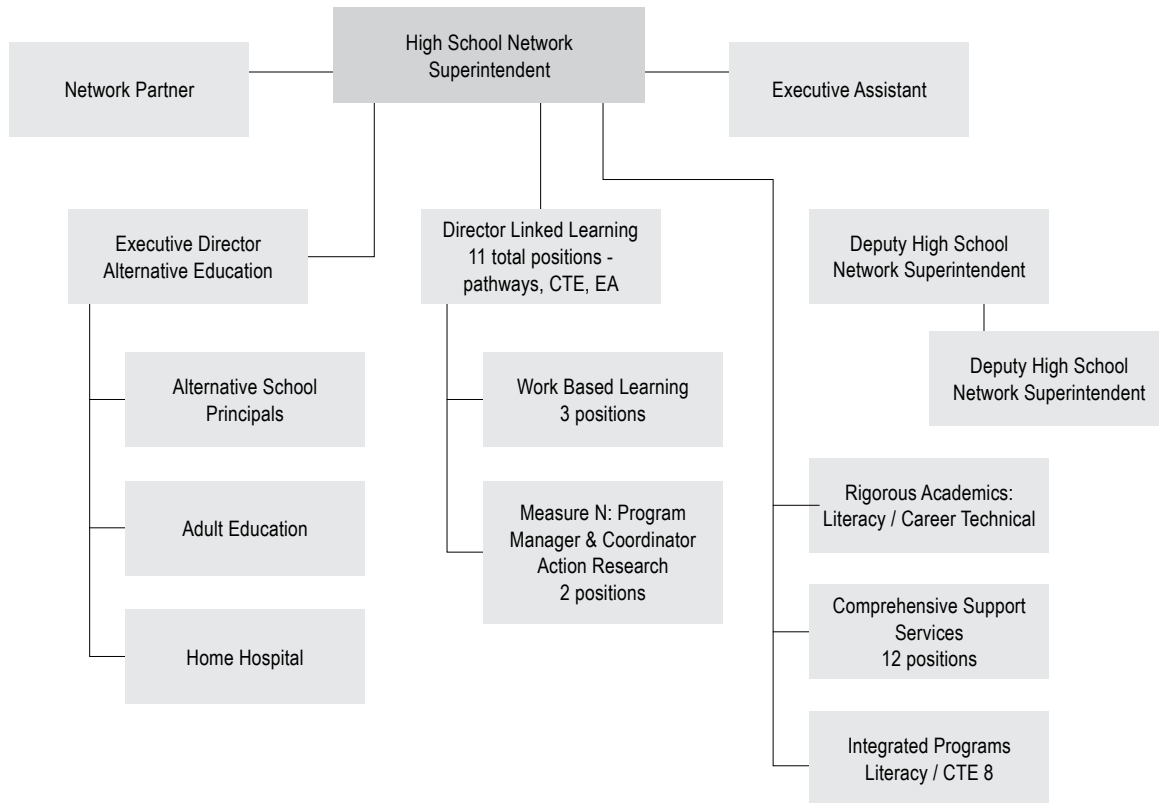 High School Network
Superintendent
Network Partner
Executive Assistant
Executive Director
Alternative Education
Director Linked Learning
11 total positions -
pathways, CTE, EA
Deputy High School
Network Superintendent
Deputy High School
Network Superintendent
Alternative School
Principals
Work Based Learning
3 positions
Rigorous Academics:
Literacy / Career Technical
Adult Education
Measure N: Program
Manager & Coordinator
Action Research
2 positions
Comprehensive Support
Services
12 positions
Home Hospital
Integrated Programs
Literacy / CTE 8